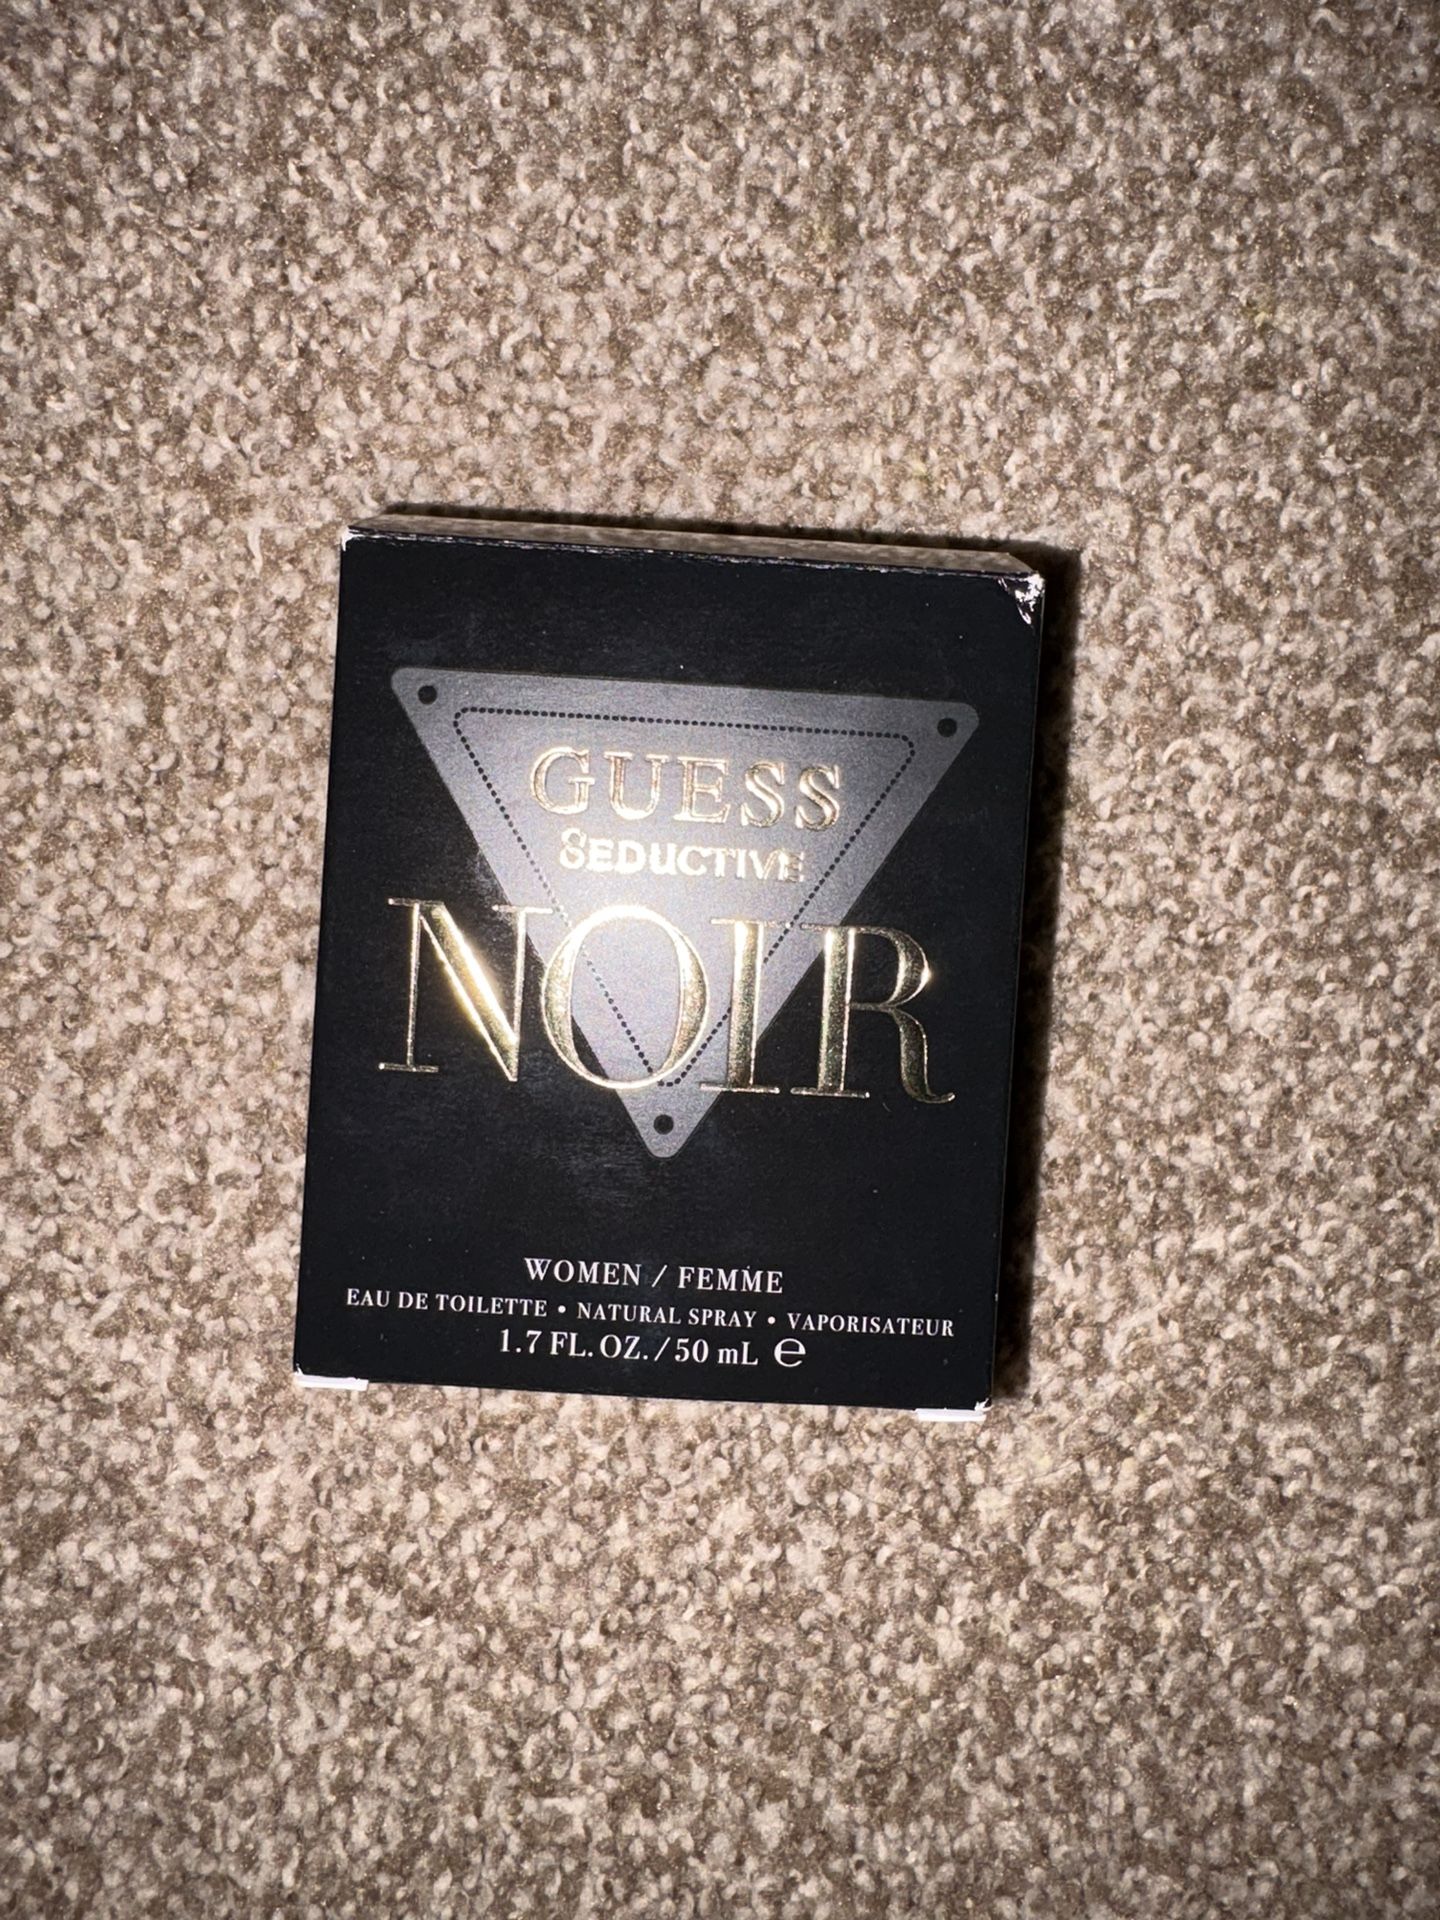 GUESS
SEDUCTIVE
NOIR
WOMEN / FEMME
EAU DE TOILETTE • NATURAL SPRAY • VAPORISATEUR
1.7 FL. OZ. / 50 mL ℮